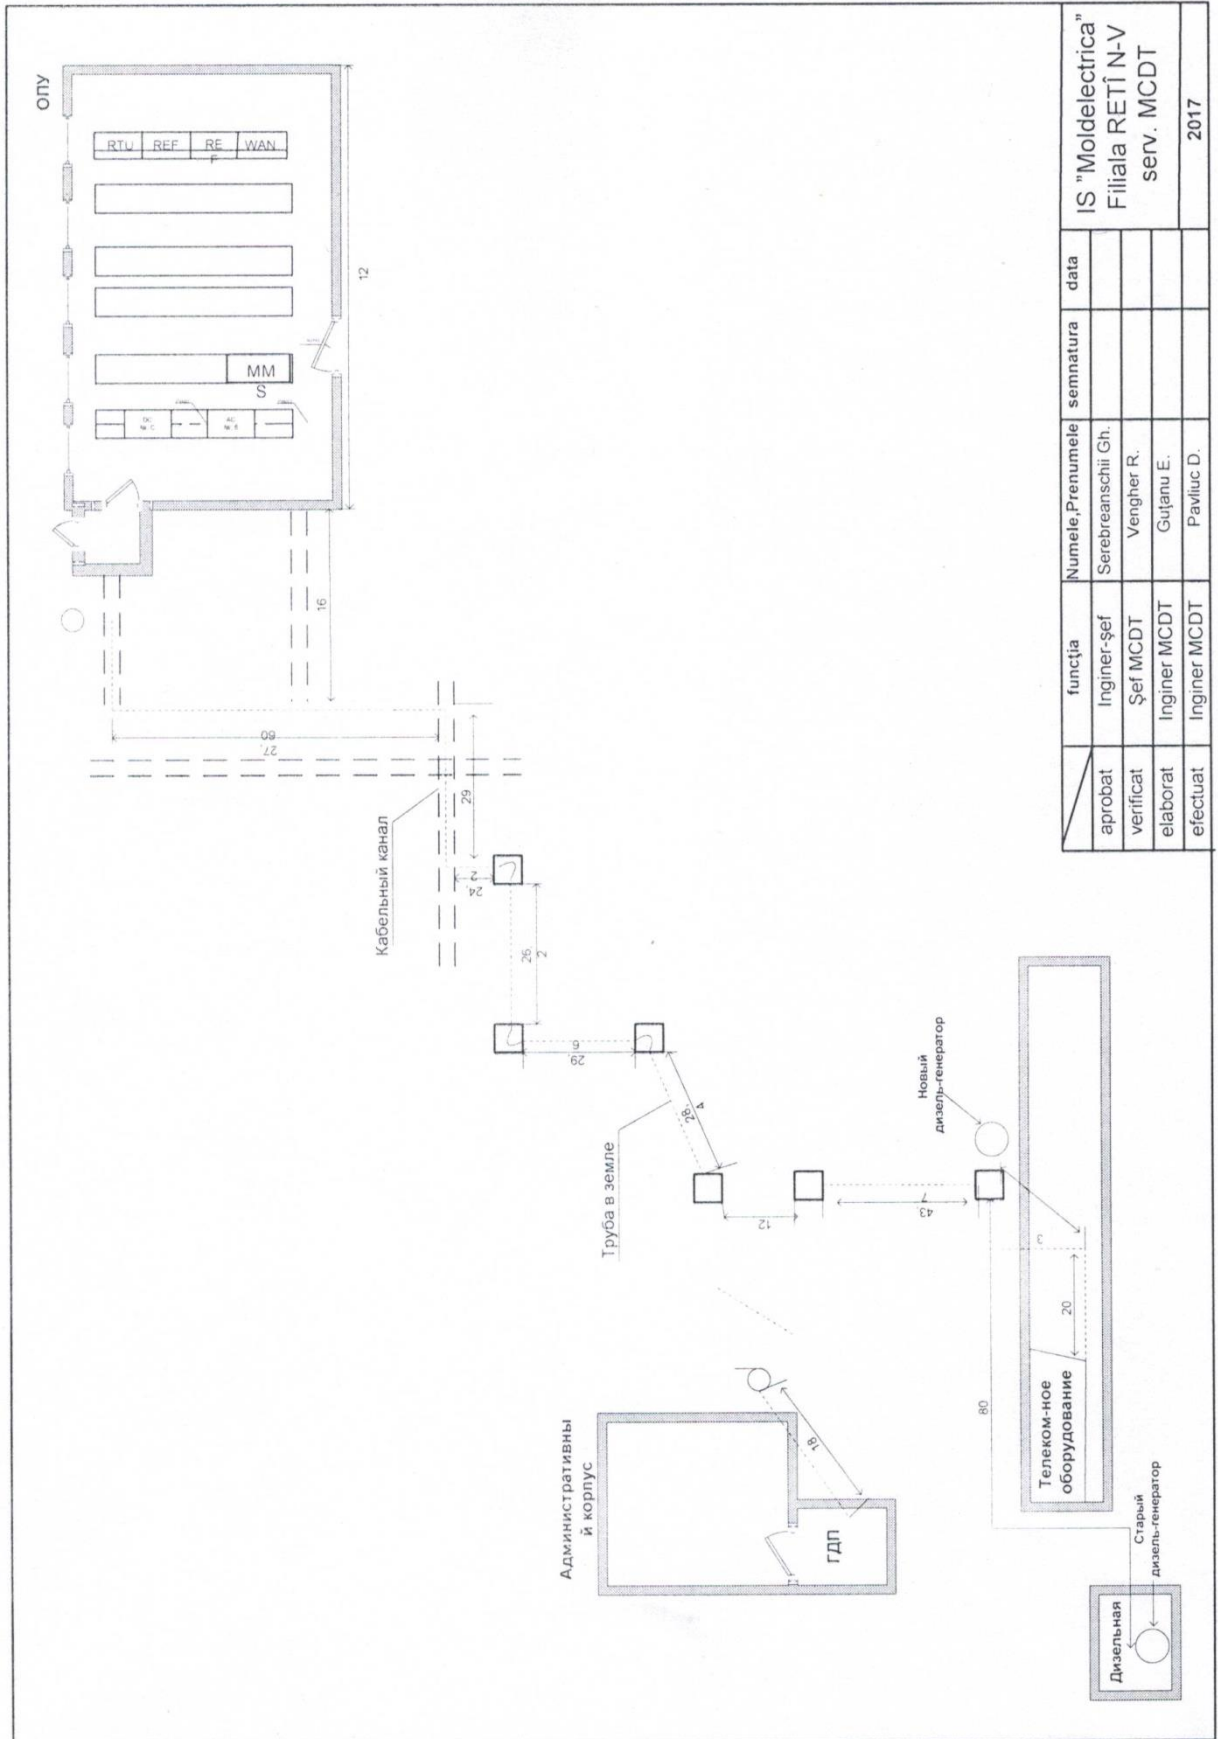 ОПУ
RTU
REF
RE
F
WAN
MM
S
12
16
27,
60
29
Кабельный канал
24,
2
26,
2
29,
6
28,
4
Труба в земле
12
43,
7
Новый
дизель-генератор
3
20
80
Телеком-ное
оборудование
Административны
й корпус
18
ГДП
Старый
дизель-генератор
Дизельная
funcţia
Numele,Prenumele
semnatura
data
IS "Moldelectrica"
Filiala RETÎ N-V
serv. MCDT
aprobat
Inginer-şef
Serebreanschii Gh.
verificat
Şef MCDT
Vengher R.
elaborat
Inginer MCDT
Guţanu E.
efectuat
Inginer MCDT
Pavliuc D.
2017